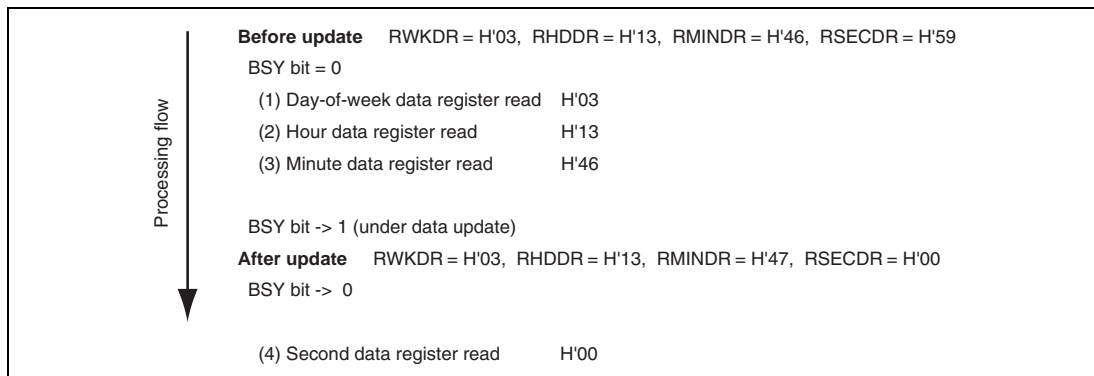 Processing flow
Before update RWKDR = H'03, RHDDR = H'13, RMINDR = H'46, RSECDR = H'59
BSY bit = 0
(1) Day-of-week data register read H'03
(2) Hour data register read H'13
(3) Minute data register read H'46
BSY bit -> 1 (under data update)
After update RWKDR = H'03, RHDDR = H'13, RMINDR = H'47, RSECDR = H'00
BSY bit -> 0
(4) Second data register read H'00